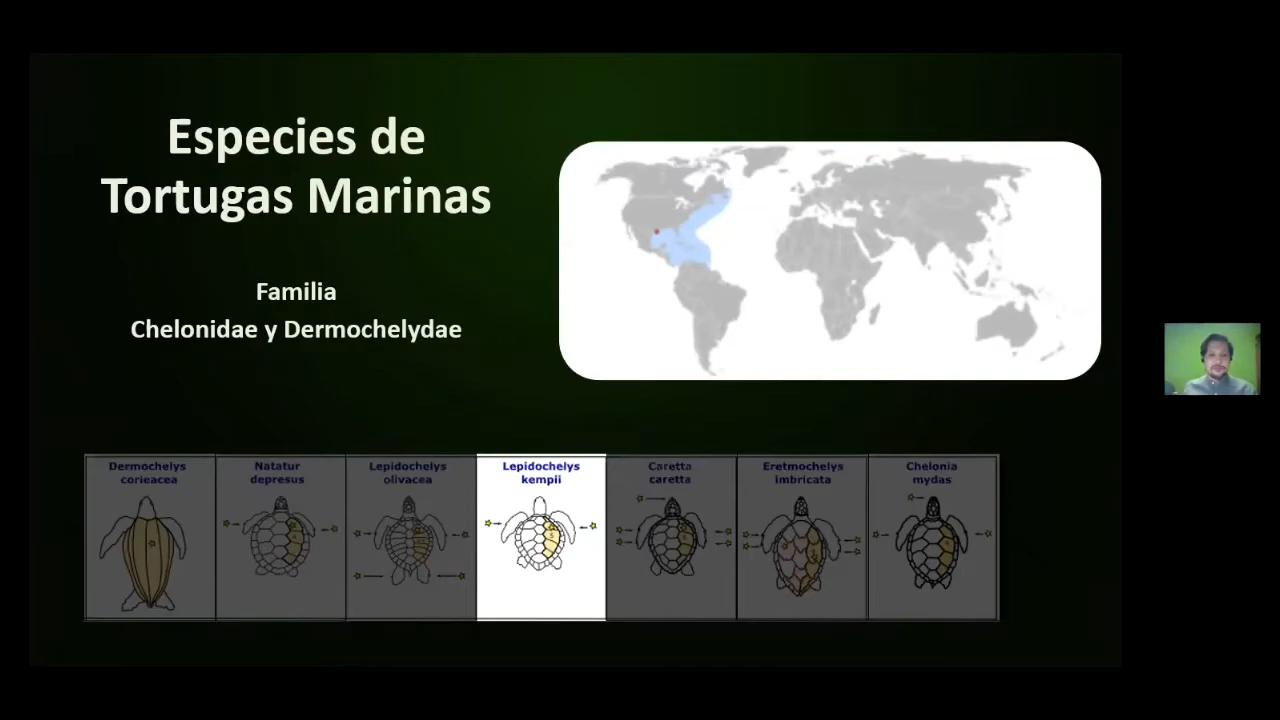 Especies de
Tortugas Marinas
Familia
Chelonidae y Dermochelydae
Dermochelys
corieacea
Natatur
depresus
Lepidochelys
olivacea
Lepidochelys
kempii
Caretta
caretta
Eretmochelys
imbricata
Chelonia
mydas